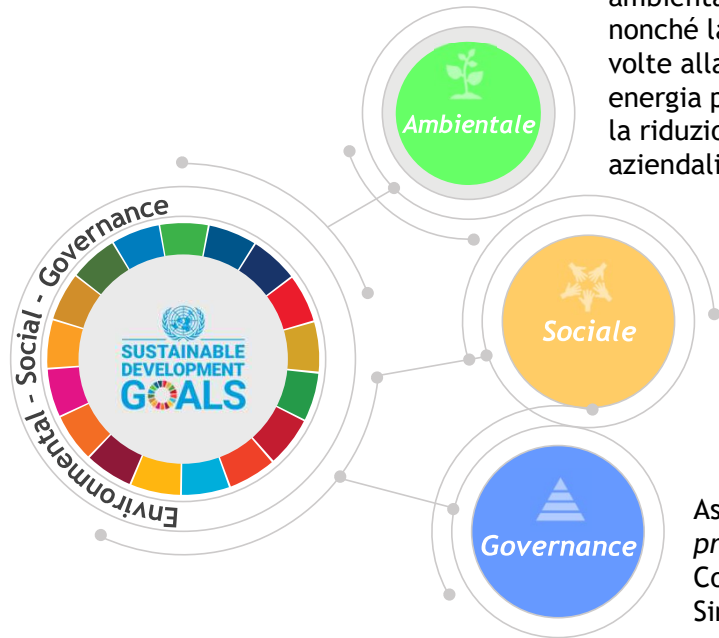 ambienta
nonché la
volte alla
energia p
la riduzio
aziendali
Ambientale
Environmental - Social - Governance
SUSTAINABLE
DEVELOPMENT
GOALS
Sociale
Governance
As
pr
Co
Sir